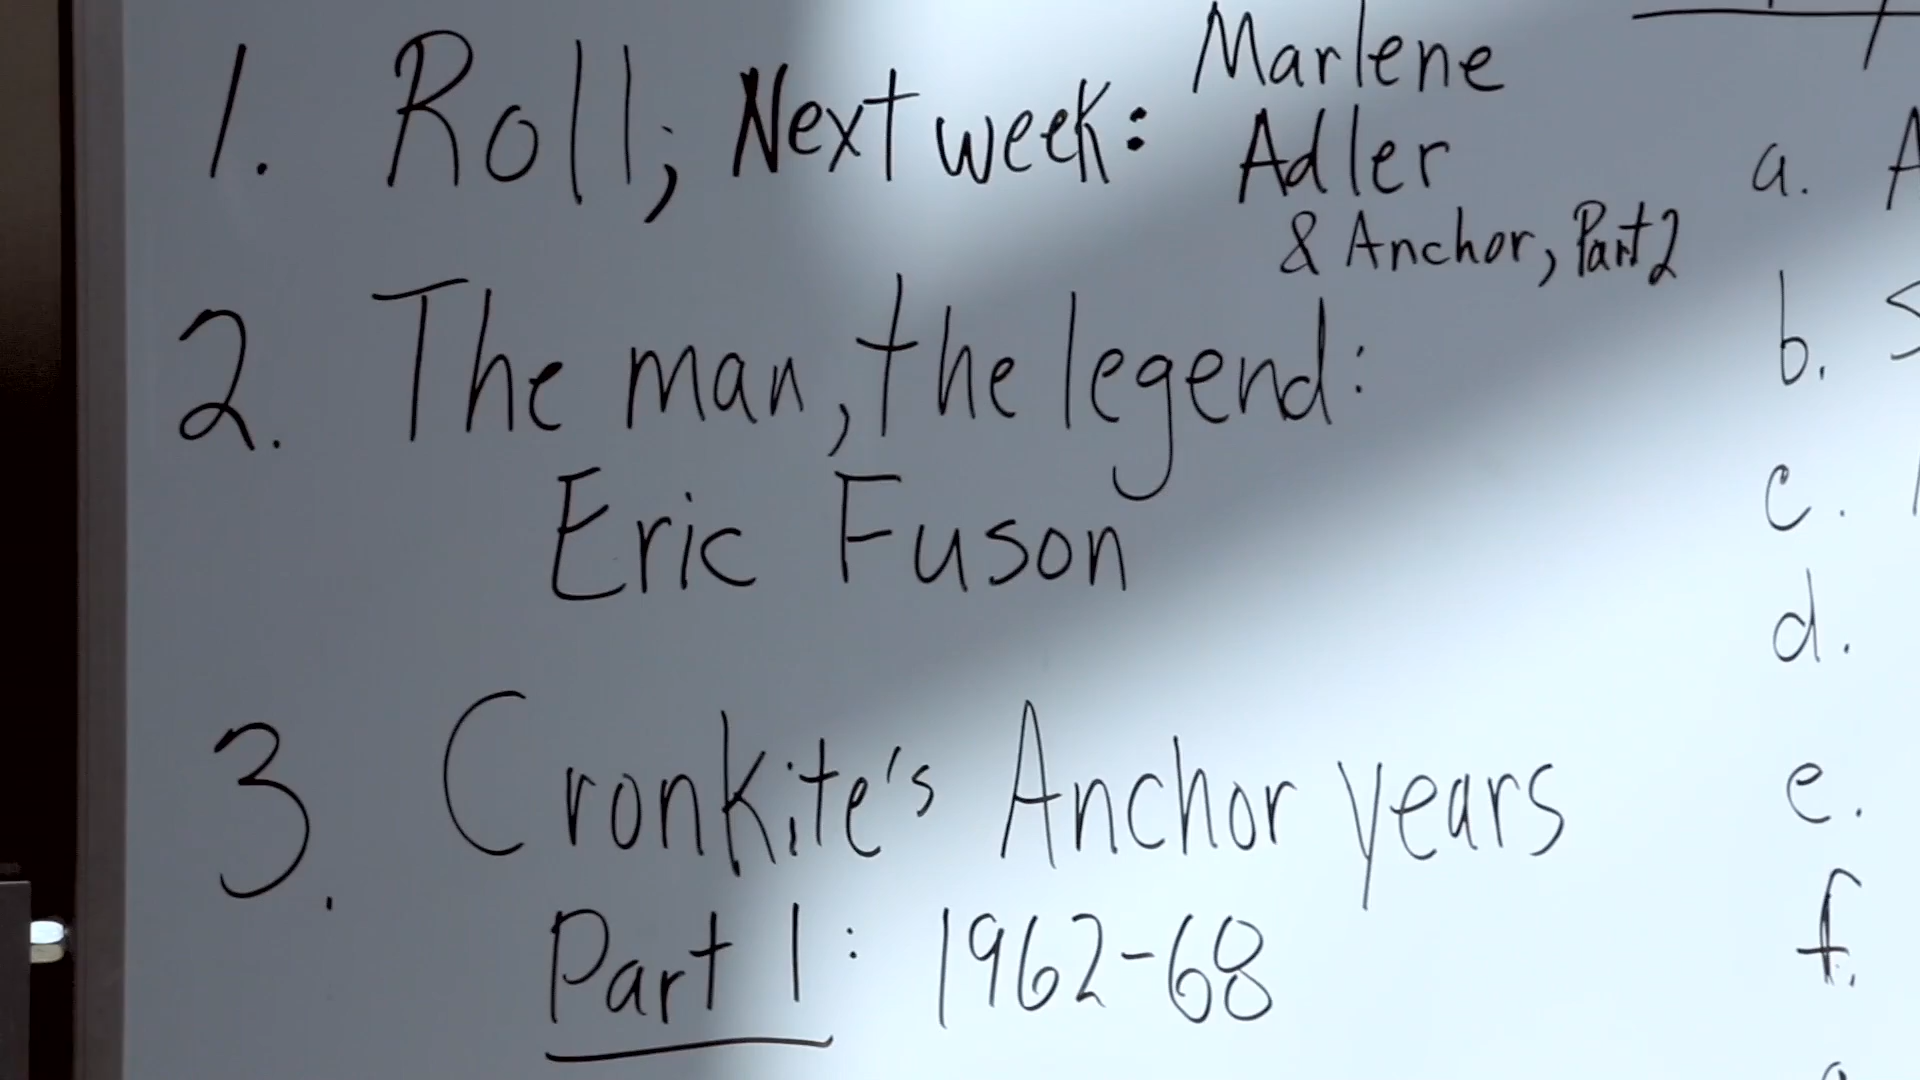 1. Roll; Next week: Marlene
Adler
& Anchor, Part 2
2. The man, the legend:
Eric Fuson
3. Cronkite's Anchor years
Part 1: 1962-68
a. A
b. S
c.
d.
e.
f.